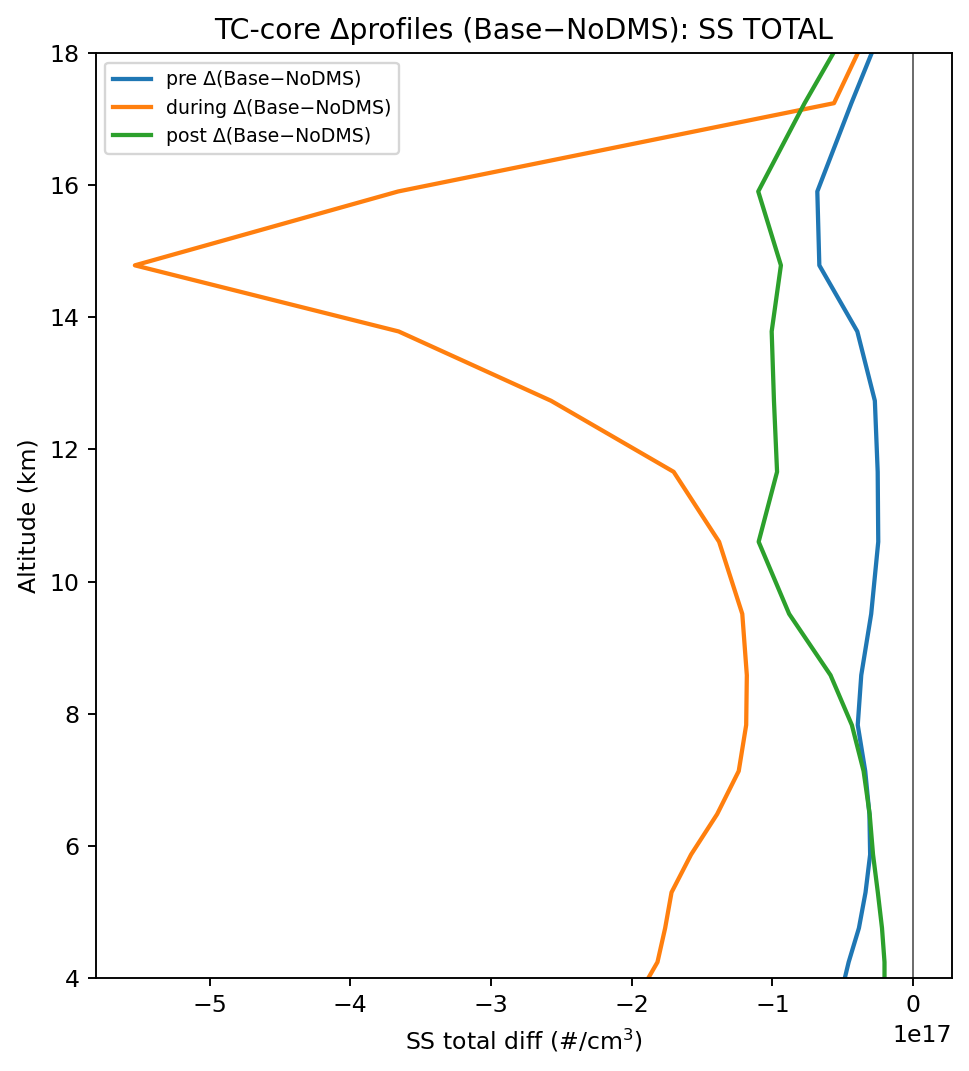 TC-core Δprofiles (Base−NoDMS): SS TOTAL
pre Δ(Base−NoDMS)
during Δ(Base−NoDMS)
post Δ(Base−NoDMS)
Altitude (km)
18
16
14
12
10
8
6
4
−5
−4
−3
−2
−1
0
1e17
SS total diff (#/cm³)